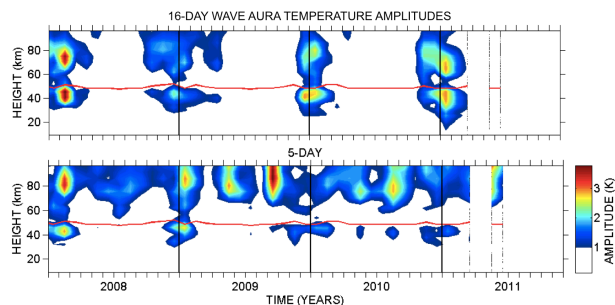 16-DAY WAVE AURA TEMPERATURE AMPLITUDES
HEIGHT (km)
80
60
40
20
5-DAY
HEIGHT (km)
80
60
40
20
2008 2009 2010 2011
TIME (YEARS)
3
2
1
AMPLITUDE (K)